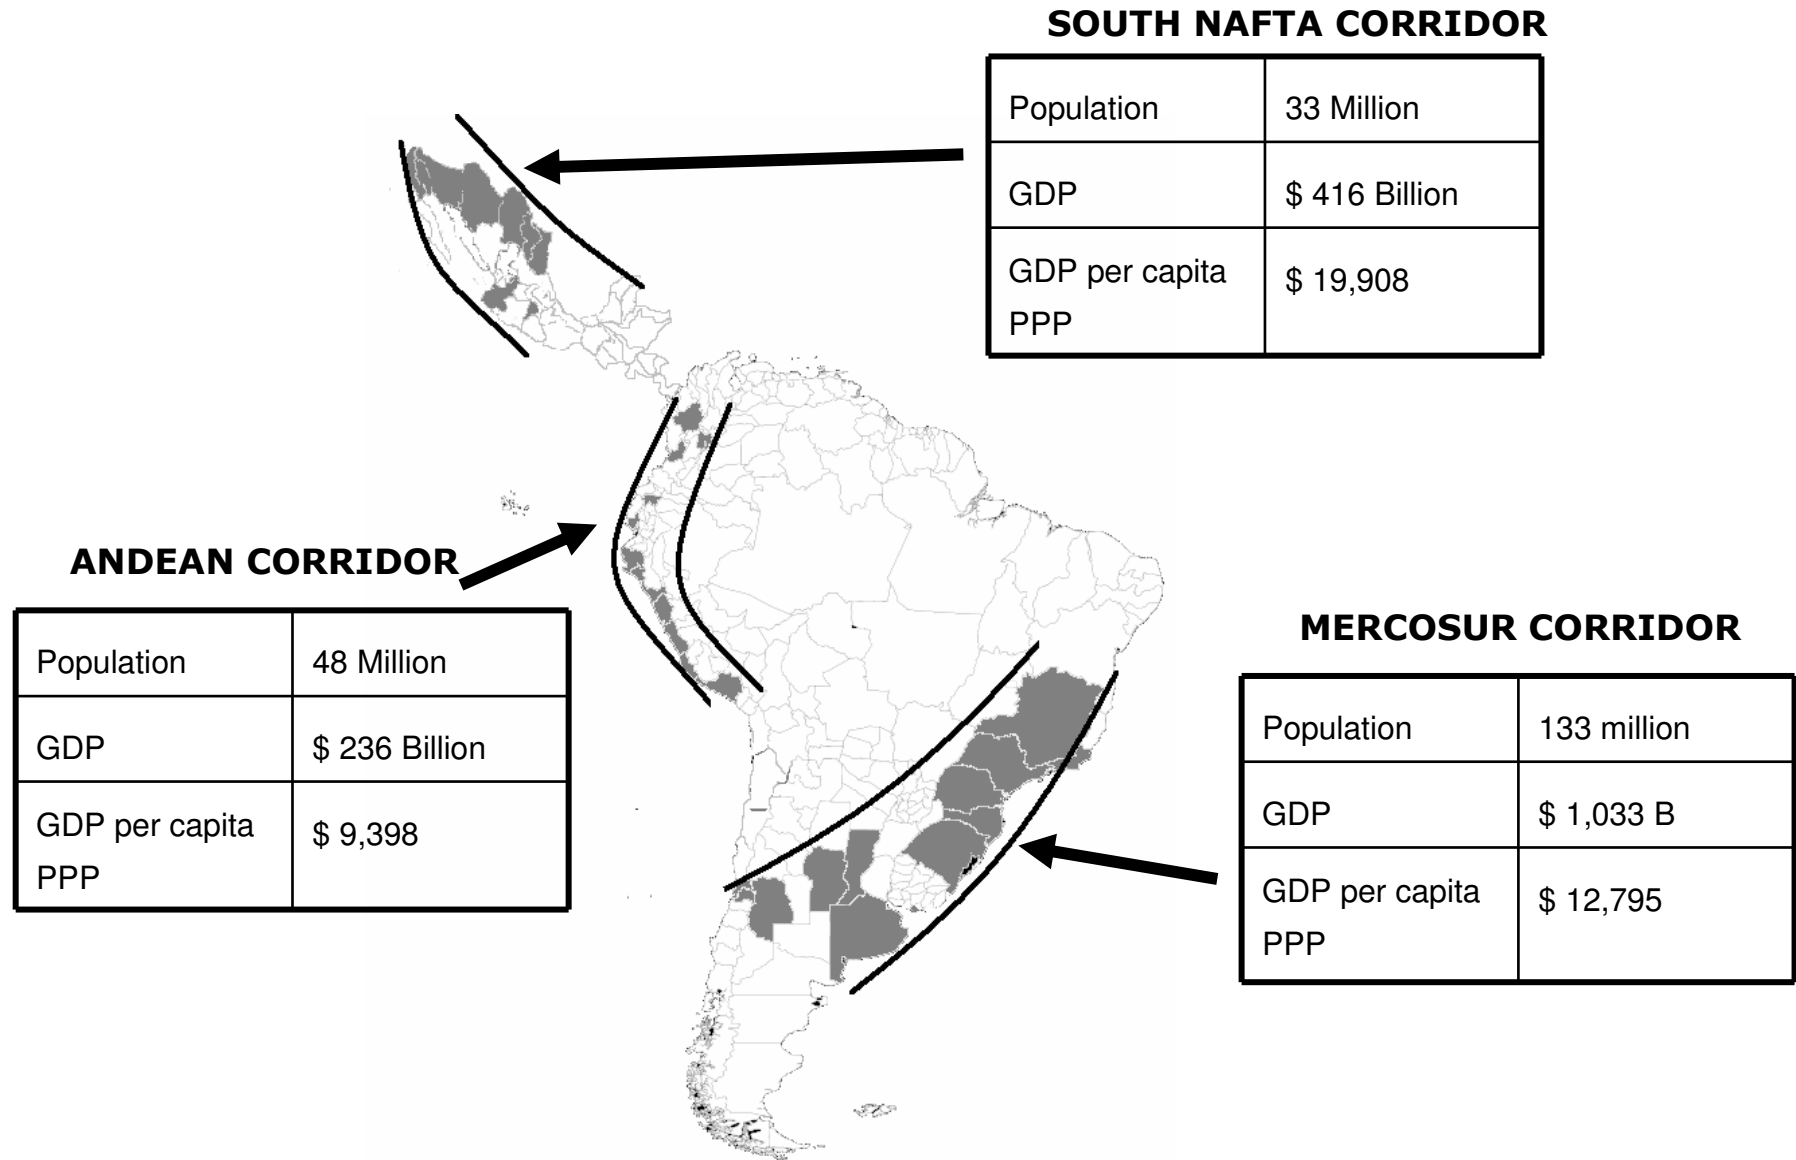 SOUTH NAFTA CORRIDOR
Population 33 Million
GDP $ 416 Billion
GDP per capita $ 19,908
PPP
ANDEAN CORRIDOR
Population 48 Million
GDP $ 236 Billion
GDP per capita $ 9,398
PPP
MERCOSUR CORRIDOR
Population 133 million
GDP $ 1,033 B
GDP per capita $ 12,795
PPP